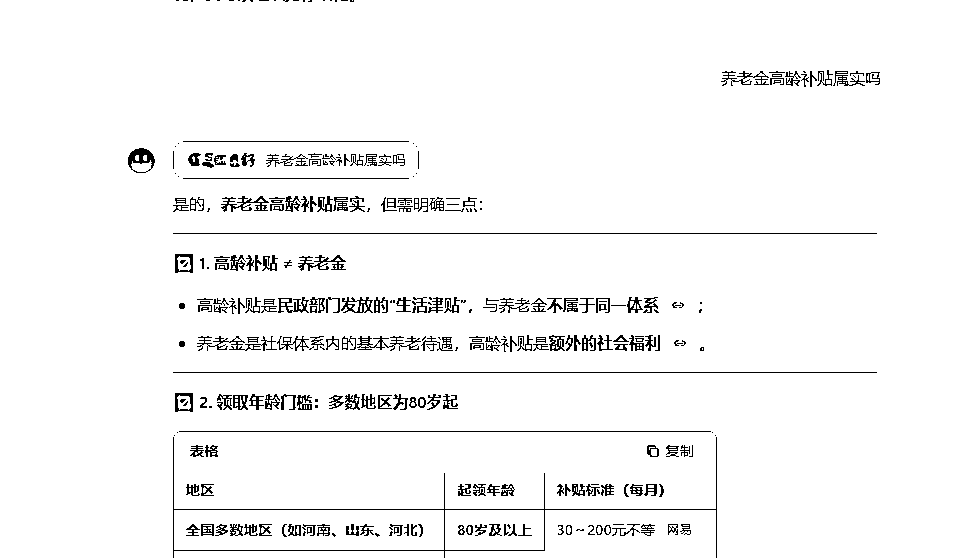 养老金高龄补贴属实吗
养老金高龄补贴属实吗
是的，养老金高龄补贴属实，但需明确三点：
1. 高龄补贴 ≠ 养老金
• 高龄补贴是民政部门发放的“生活津贴”，与养老金不属于同一体系 ；
• 养老金是社保体系内的基本养老待遇，高龄补贴是额外的社会福利 。
2. 领取年龄门槛：多数地区为80岁起
表格 复制
地区 起领年龄 补贴标准（每月）
全国多数地区（如河南、山东、河北） 80岁及以上 30～200元不等 网易